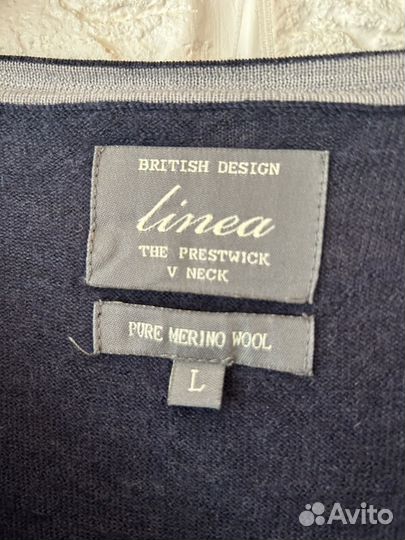 BRITISH DESIGN
linea
THE PRESTWICK
V NECK
PURE MERINO WOOL
L
Avito